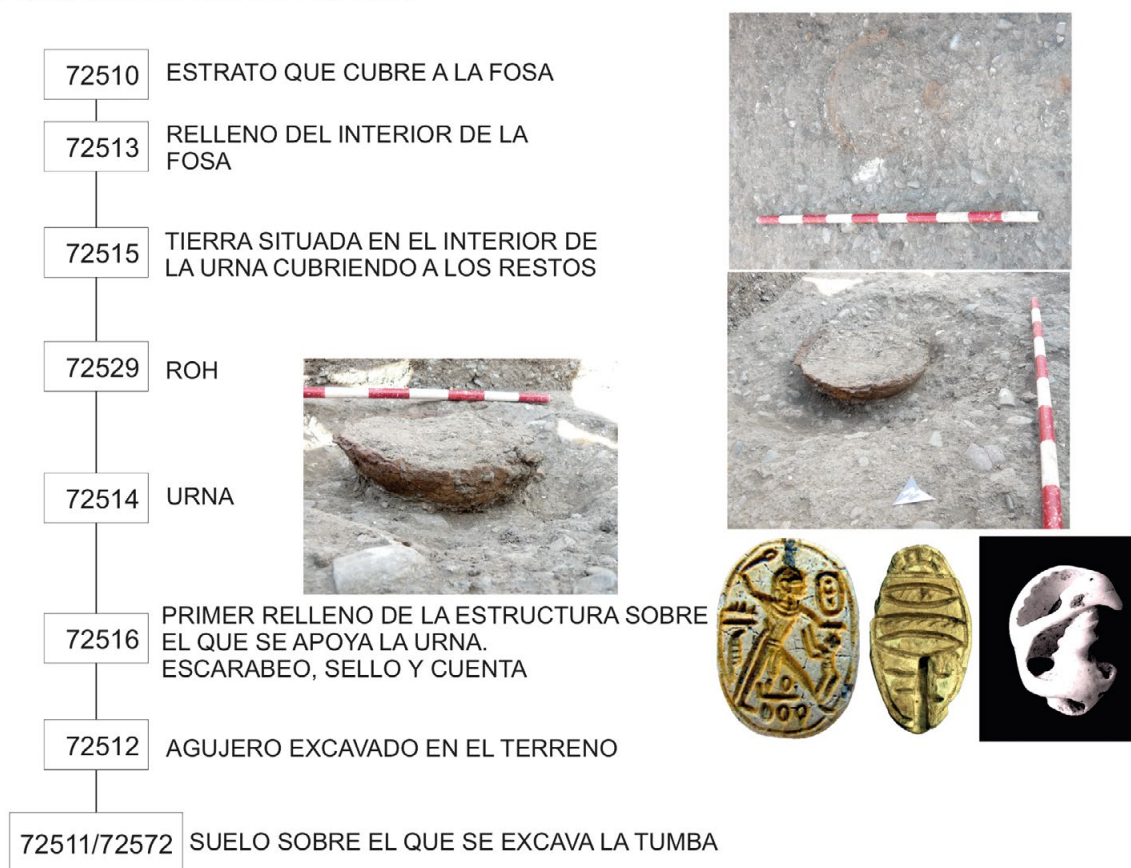 72510 ESTRATO QUE CUBRE A LA FOSA
72513 RELLENO DEL INTERIOR DE LA
FOSA
72515 TIERRA SITUADA EN EL INTERIOR DE
LA URNA CUBRIENDO A LOS RESTOS
72529 ROH
72514 URNA
72516 PRIMER RELLENO DE LA ESTRUCTURA SOBRE
EL QUE SE APOYA LA URNA.
ESCARABEO, SELLO Y CUENTA
72512 AGUJERO EXCAVADO EN EL TERRENO
72511/72572 SUELO SOBRE EL QUE SE EXCAVA LA TUMBA